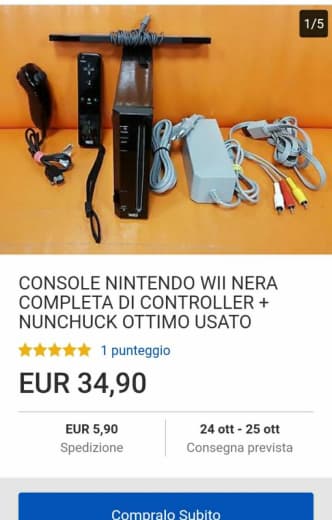 1/5
CONSOLE NINTENDO WII NERA
COMPLETA DI CONTROLLER +
NUNCHUCK OTTIMO USATO
1 punteggio
EUR 34,90
EUR 5,90
Spedizione
24 ott - 25 ott
Consegna prevista
Compralo Subito